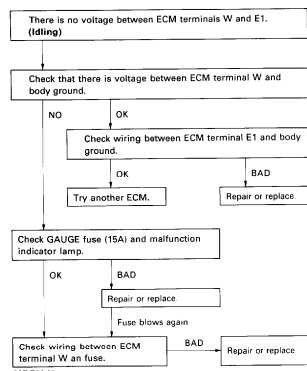 There is no voltage between ECM terminals W and E1.
(Idling)
Check that there is voltage between ECM terminal W and
body ground.
NO
OK
Check wiring between ECM terminal E1 and body
ground.
OK
BAD
Try another ECM.
Repair or replace.
Check GAUGE fuse (15A) and malfunction
indicator lamp.
OK
BAD
Repair or replace.
Fuse blows again
Check wiring between ECM
terminal W an fuse.
BAD
Repair or replace